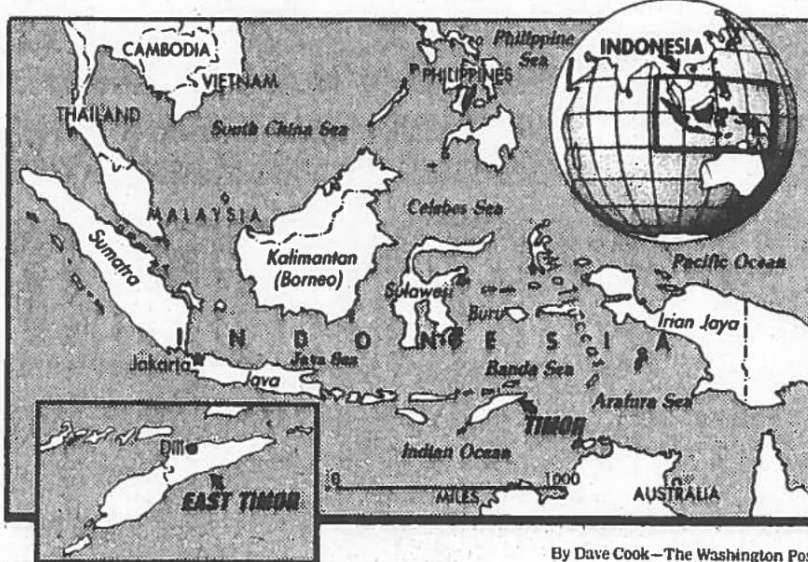 Philippine
Sea
INDONESIA
CAMBODIA
VIETNAM
PHILIPPINES
THAILAND
South China Sea
MALAYSIA
Celebes Sea
Pacific Ocean
Sumatra
Kalimantan
(Borneo)
Sulawesi
Buru
Irian Jaya
INDONESIA
Jakarta
Java Sea
Java
Banda Sea
Arafura Sea
TIMOR
Indian Ocean
Dili
EAST TIMOR
0 1000
MILES
AUSTRALIA
By Dave Cook—The Washington Pos